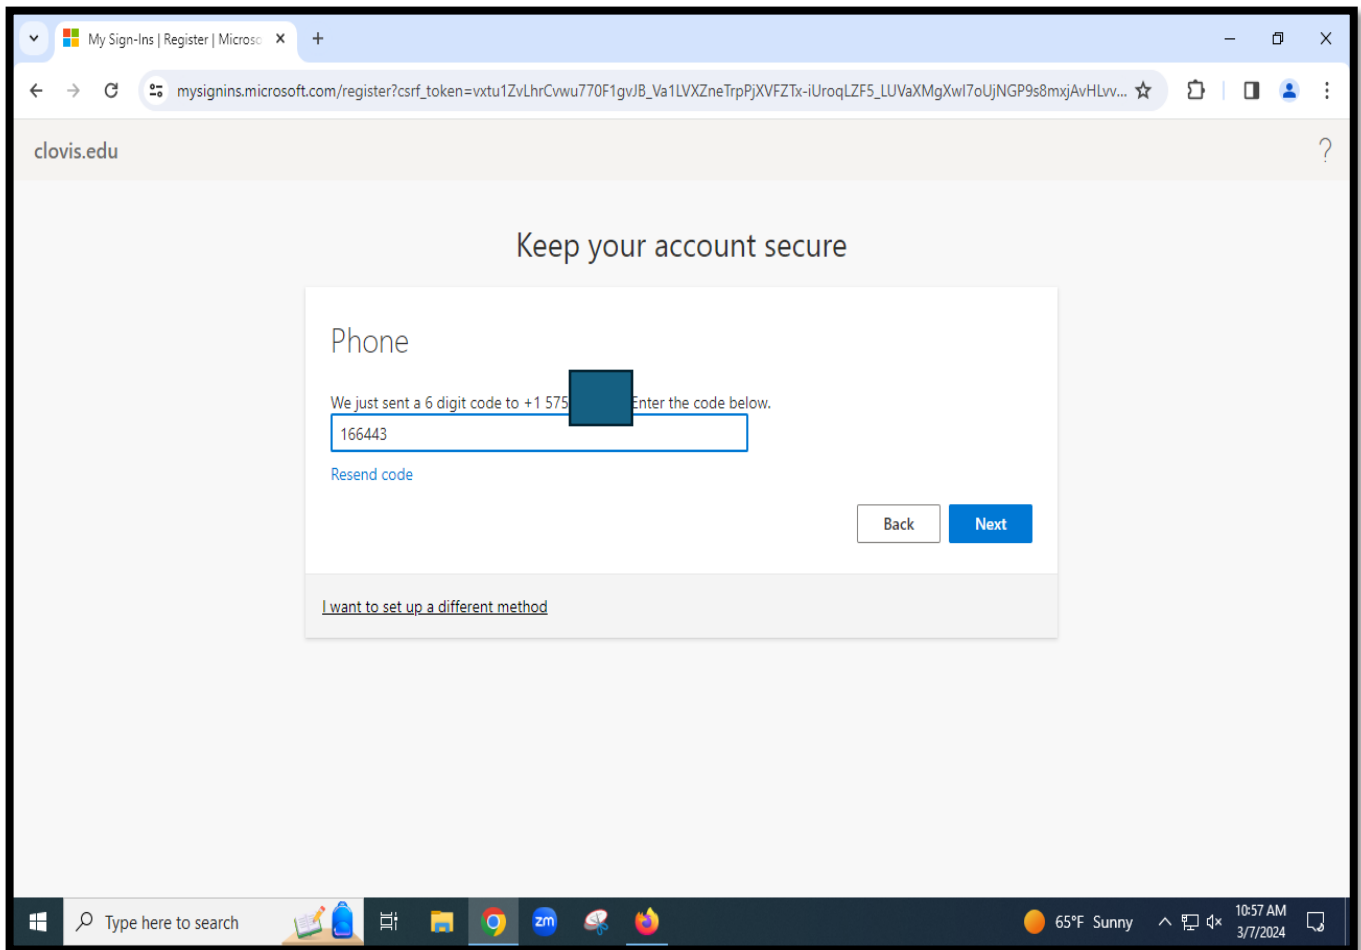 My Sign-Ins | Register | Microso
mysignins.microsoft.com/register?csrf_token=vxtu1ZvLhrCvwu770F1gvJB_Va1LVXZneTrpPjXVFZTx-iUroqLZF5_LUVaXMgXwI7oUjNGP9s8mxjAvHLvv...
clovis.edu
?
Keep your account secure
Phone
We just sent a 6 digit code to +1 575 Enter the code below.
166443
Resend code
Back Next
I want to set up a different method
Type here to search
zm
65°F Sunny
10:57 AM
3/7/2024